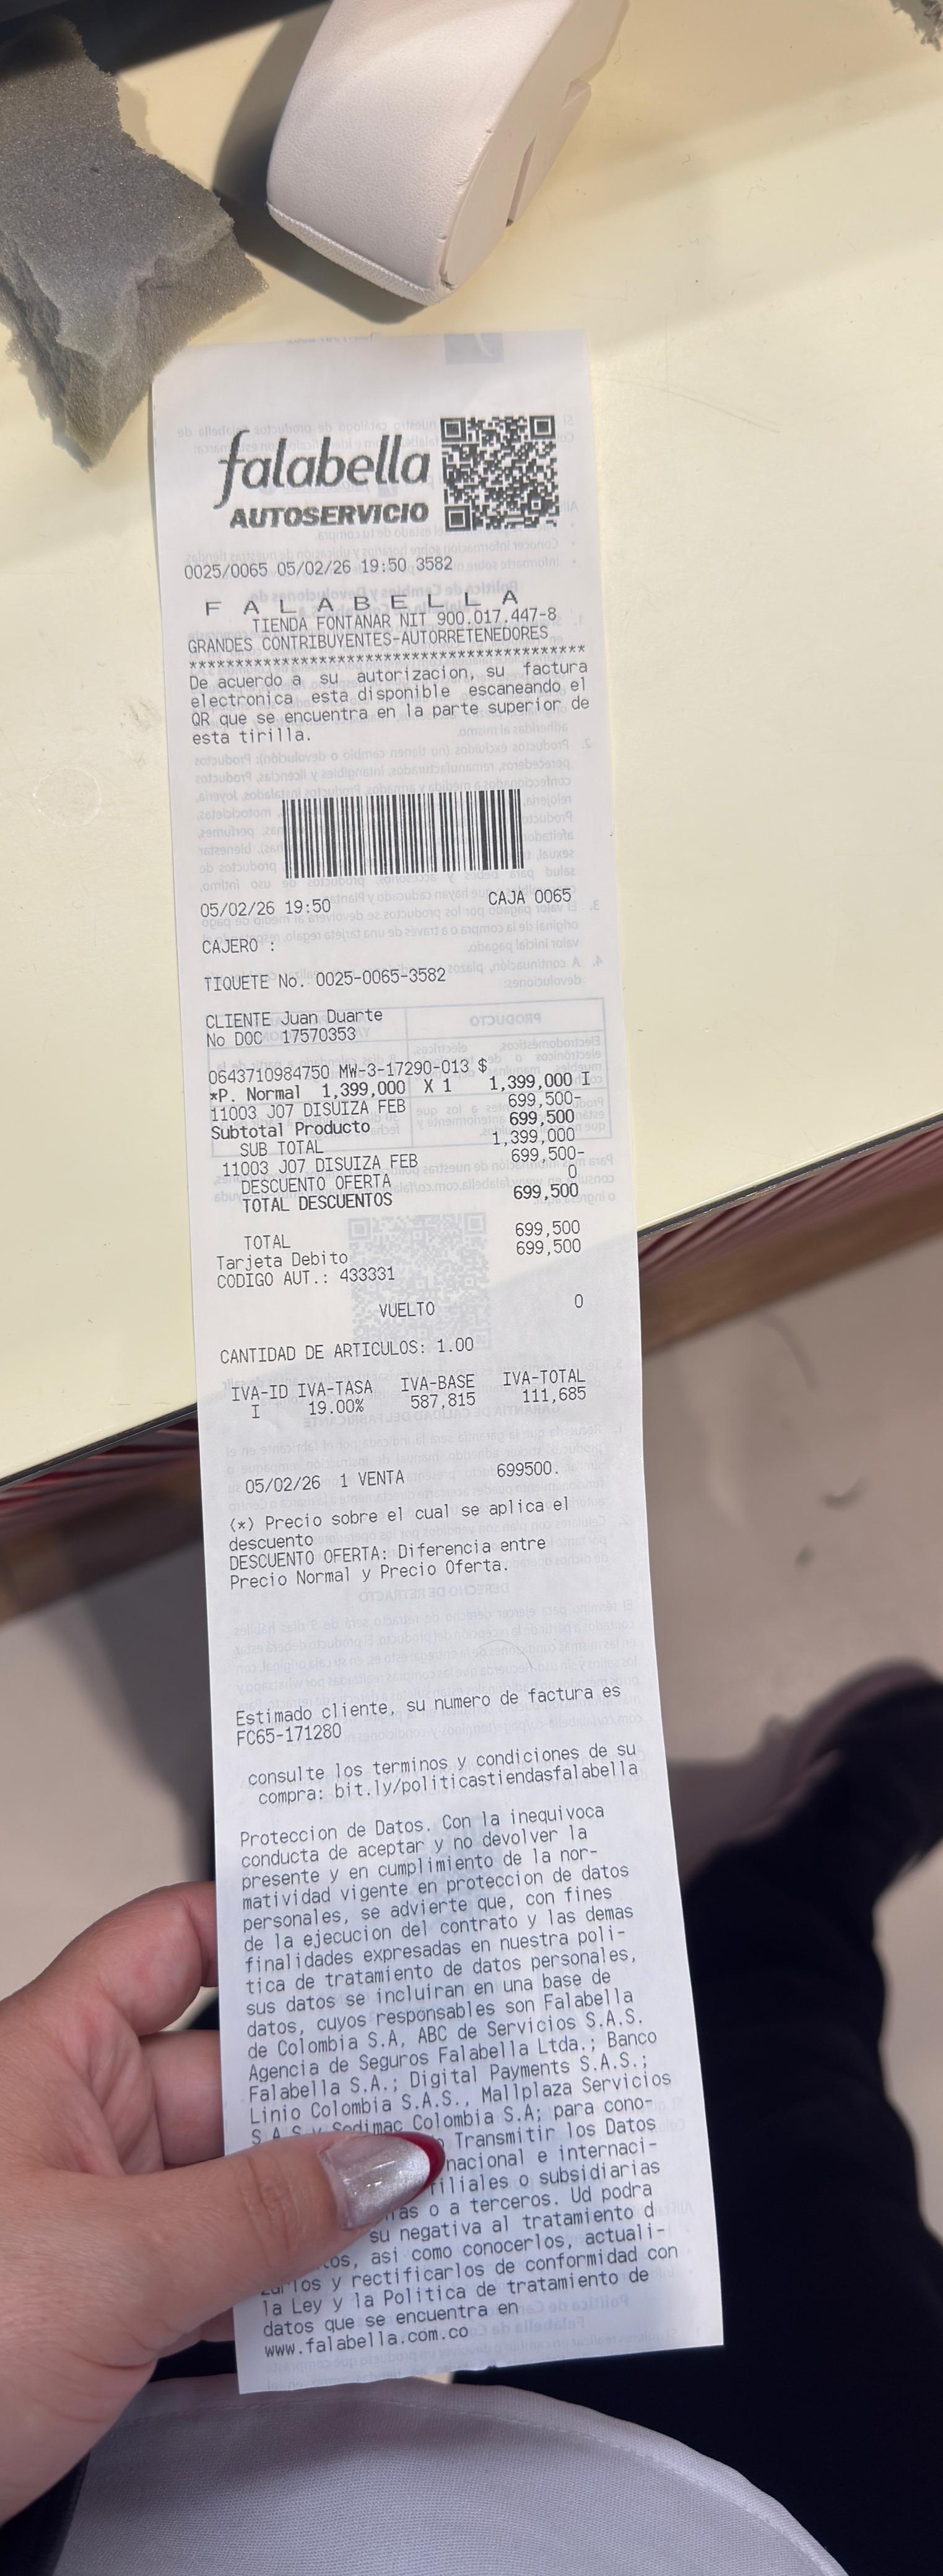 falabella
AUTOSERVICIO
0025/0065 05/02/26 19:50 3582
F A L A B E L L A
TIENDA FONTANAR NIT 900.017.447-8
GRANDES CONTRIBUYENTES-AUTORRETENEDORES
******************************************
De acuerdo a su autorizacion, su factura
electronica esta disponible escaneando el
QR que se encuentra en la parte superior de
esta tirilla.
05/02/26 19:50 CAJA 0065
CAJERO :
TIQUETE No. 0025-0065-3582
CLIENTE Juan Duarte
No DOC 17570353
0643710984750 MW-3-17290-013 $
*P. Normal 1,399,000 X 1 1,399,000 I
11003 J07 DISUIZA FEB 699,500-
Subtotal Producto 699,500
SUB TOTAL 1,399,000
11003 J07 DISUIZA FEB 699,500-
DESCUENTO OFERTA 0
TOTAL DESCUENTOS 699,500
TOTAL 699,500
Tarjeta Debito 699,500
CODIGO AUT.: 433331
VUELTO 0
CANTIDAD DE ARTICULOS: 1.00
IVA-ID IVA-TASA IVA-BASE IVA-TOTAL
I 19.00% 587,815 111,685
05/02/26 1 VENTA 699500.
(*) Precio sobre el cual se aplica el
descuento
DESCUENTO OFERTA: Diferencia entre
Precio Normal y Precio Oferta.
Estimado cliente, su numero de factura es
FC65-171280
consulte los terminos y condiciones de su
compra: bit.ly/politicastiendasfalabella
Proteccion de Datos. Con la inequivoca
conducta de aceptar y no devolver la
presente y en cumplimiento de la nor-
matividad vigente en proteccion de datos
personales, se advierte que, con fines
de la ejecucion del contrato y las demas
finalidades expresadas en nuestra poli-
tica de tratamiento de datos personales,
sus datos se incluiran en una base de
datos, cuyos responsables son Falabella
de Colombia S.A, ABC de Servicios S.A.S.
Agencia de Seguros Falabella Ltda.; Banco
Falabella S.A.; Digital Payments S.A.S.;
Linio Colombia S.A.S., Mallplaza Servicios
S.A.S y Sodimac Colombia S.A; para cono-
Transmitir los Datos
nacional e internaci-
filiales o subsidiarias
o a terceros. Ud podra
su negativa al tratamiento d
asi como conocerlos, actuali-
zarlos y rectificarlos de conformidad con
la Ley y la Politica de tratamiento de
datos que se encuentra en
www.falabella.com.co